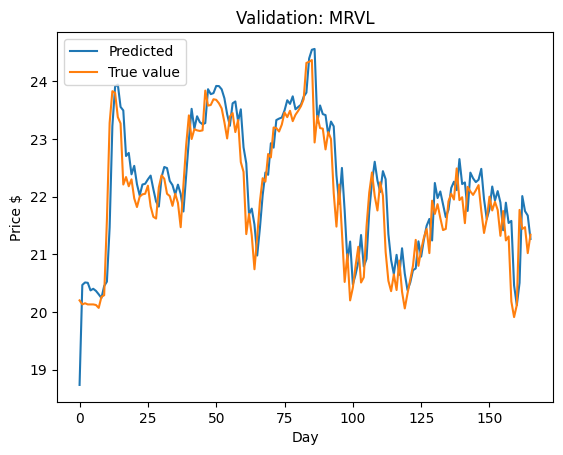 Validation: MRVL
Predicted
True value
24
23
22
21
20
19
Price $
0 25 50 75 100 125 150
Day